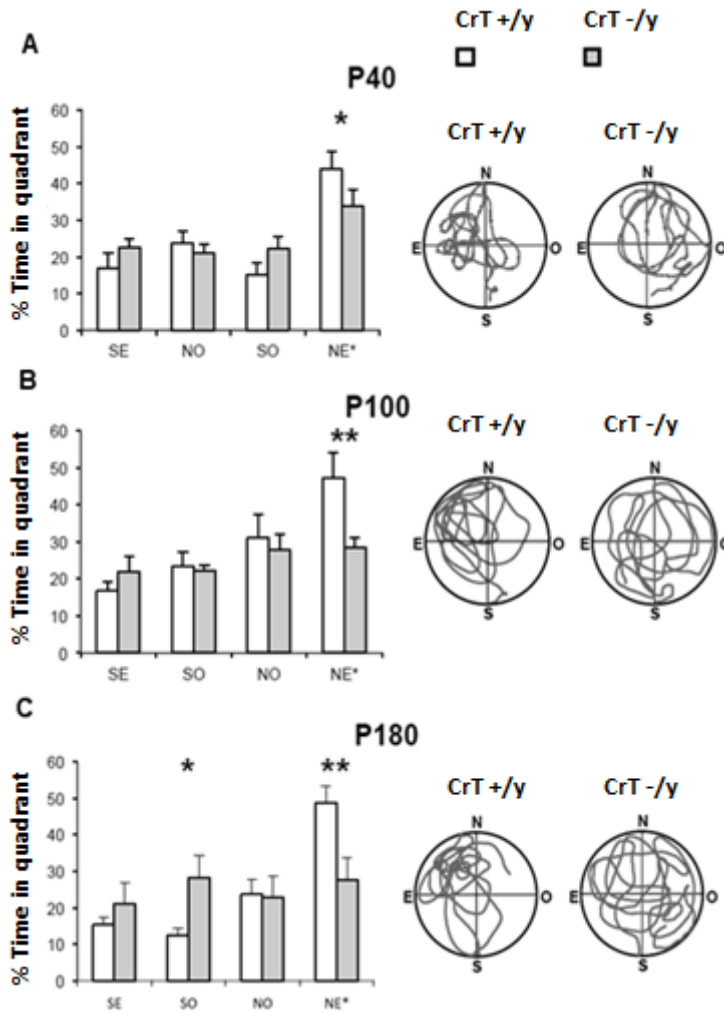 CrT +/y CrT -/y
A
P40
% Time in quadrant
60
50
40
30
20
10
0
*
SE NO SO NE*
CrT +/y CrT -/y
N N
E O E O
S S
B
P100
% Time in quadrant
60
50
40
30
20
10
0
**
SE SO NO NE*
CrT +/y CrT -/y
N N
E O E O
S S
C
P180
% Time in quadrant
60
50
40
30
20
10
0
* **
SE SO NO NE*
CrT +/y CrT -/y
N N
E O E O
S S